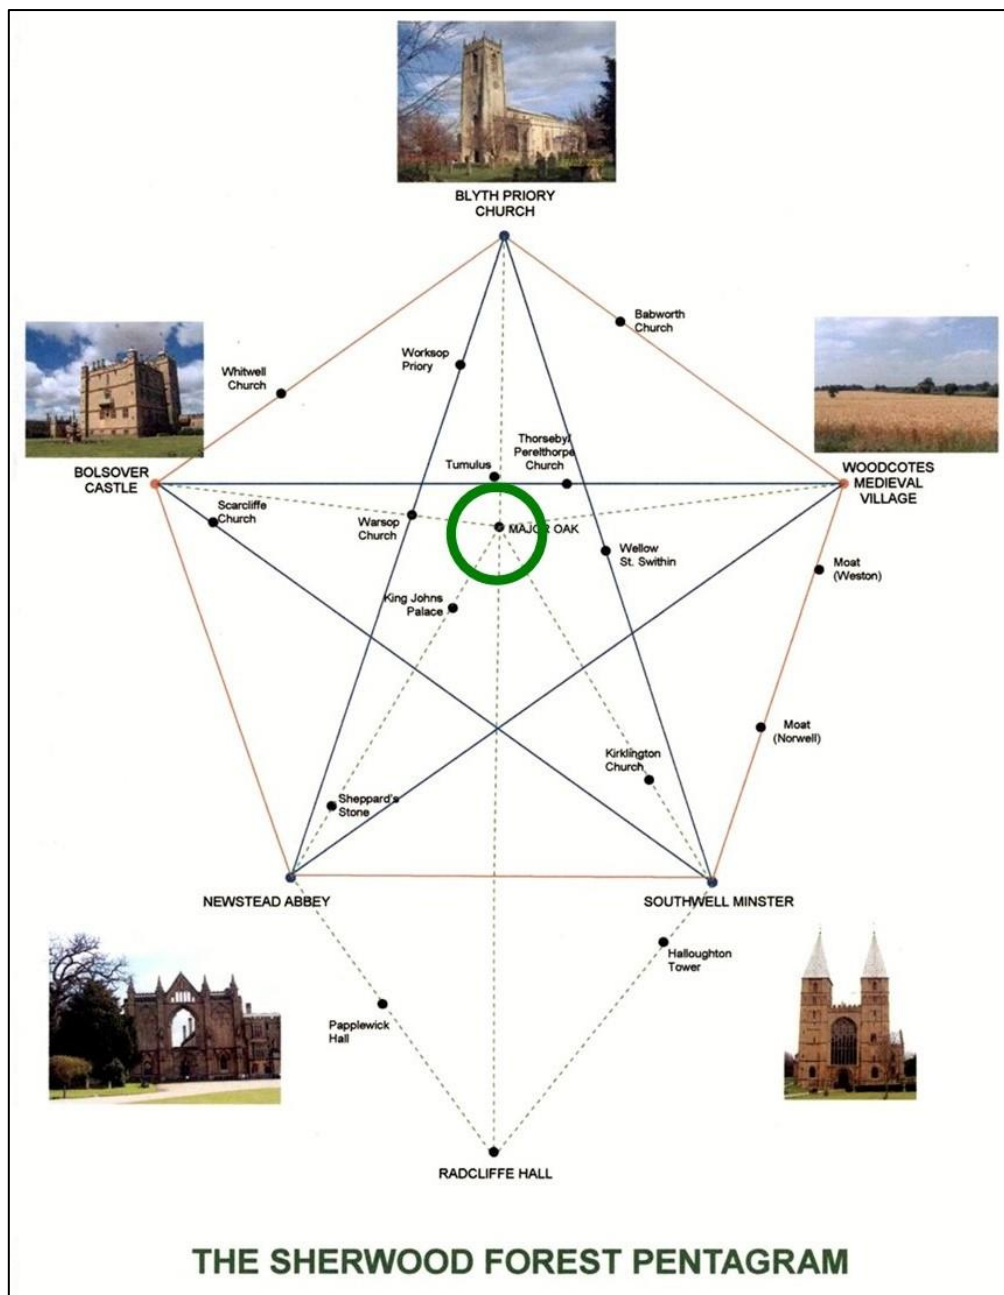 BLYTH PRIORY
CHURCH
Babworth
Church
Worksop
Priory
Whitwell
Church
Thorseby/
Perelthorpe
Church
Tumulus
BOLSOVER
CASTLE
WOODCOTES
MEDIEVAL
VILLAGE
Scarcliffe
Church
Warsop
Church
MAJOR OAK
Wellow
St. Swithin
Moat
(Weston)
King Johns
Palace
Moat
(Norwell)
Kirklington
Church
Sheppard's
Stone
NEWSTEAD ABBEY
SOUTHWELL MINSTER
Halloughton
Tower
Papplewick
Hall
RADCLIFFE HALL
THE SHERWOOD FOREST PENTAGRAM